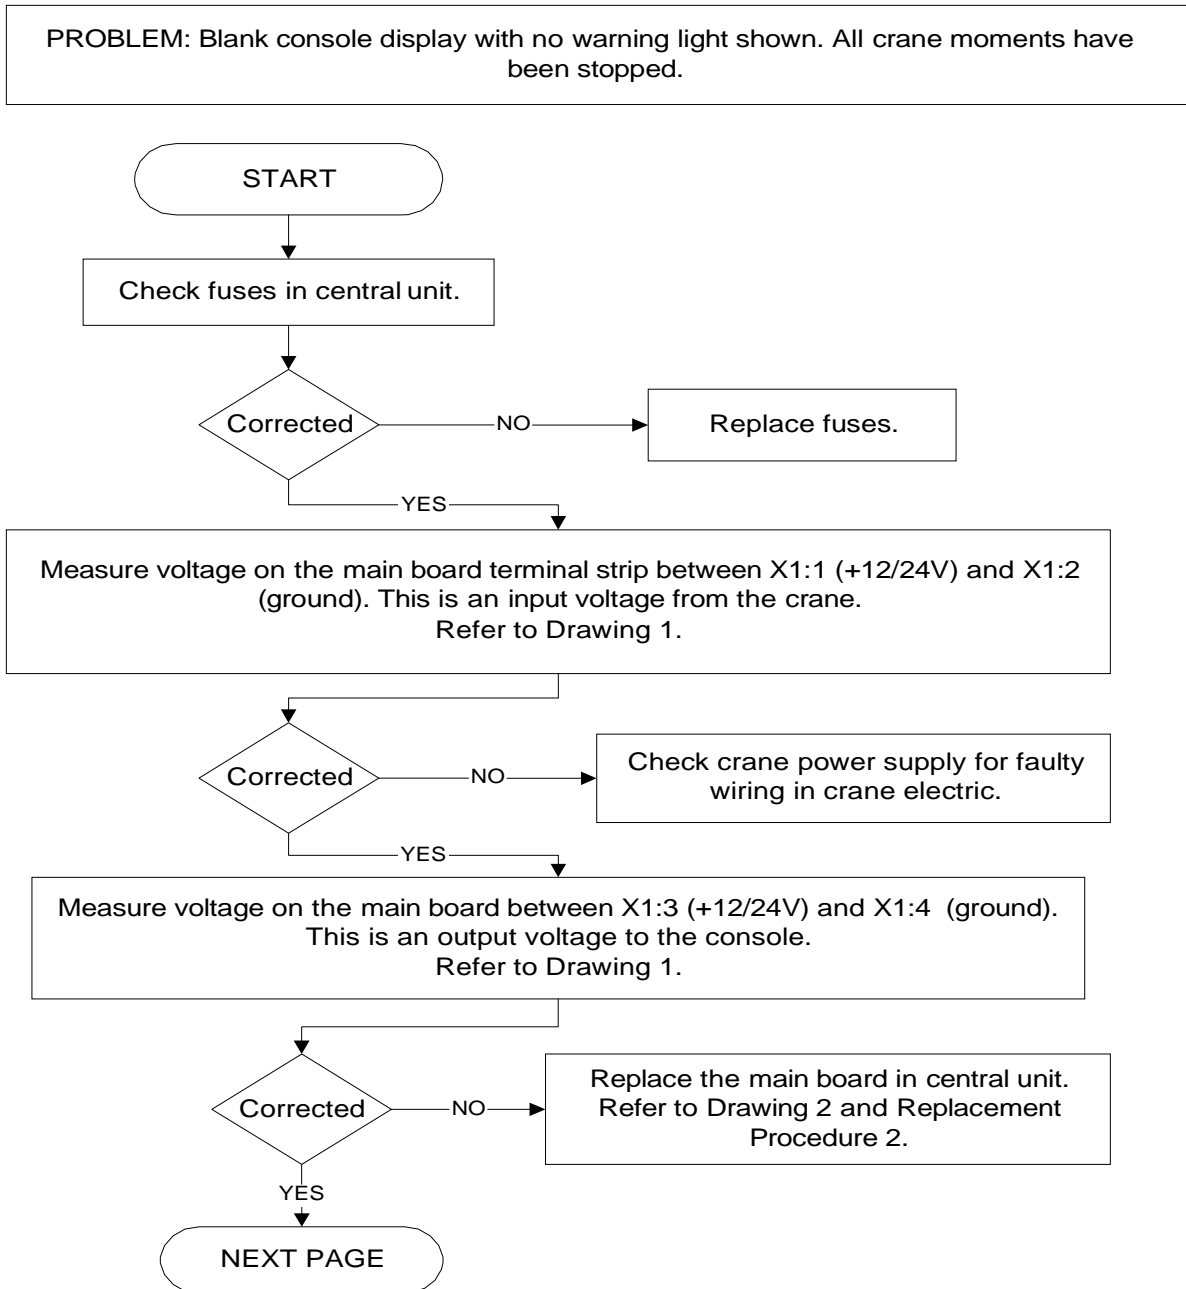 PROBLEM: Blank console display with no warning light shown. All crane moments have
been stopped.
START
Check fuses in central unit.
Corrected
NO
Replace fuses.
YES
Measure voltage on the main board terminal strip between X1:1 (+12/24V) and X1:2
(ground). This is an input voltage from the crane.
Refer to Drawing 1.
Corrected
NO
Check crane power supply for faulty
wiring in crane electric.
YES
Measure voltage on the main board between X1:3 (+12/24V) and X1:4 (ground).
This is an output voltage to the console.
Refer to Drawing 1.
Corrected
NO
Replace the main board in central unit.
Refer to Drawing 2 and Replacement
Procedure 2.
YES
NEXT PAGE